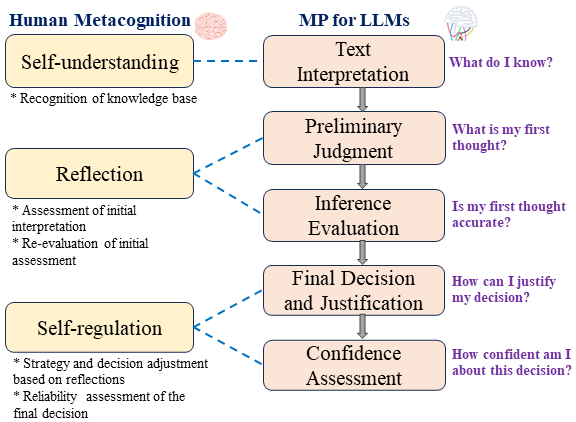 Human Metacognition
MP for LLMs
Self-understanding
* Recognition of knowledge base
Text
Interpretation
What do I know?
Preliminary
Judgment
What is my first
thought?
Reflection
* Assessment of initial
interpretation
* Re-evaluation of initial
assessment
Inference
Evaluation
Is my first thought
accurate?
Final Decision
and Justification
How can I justify
my decision?
Self-regulation
* Strategy and decision adjustment
based on reflections
* Reliability assessment of the
final decision
Confidence
Assessment
How confident am I
about this decision?